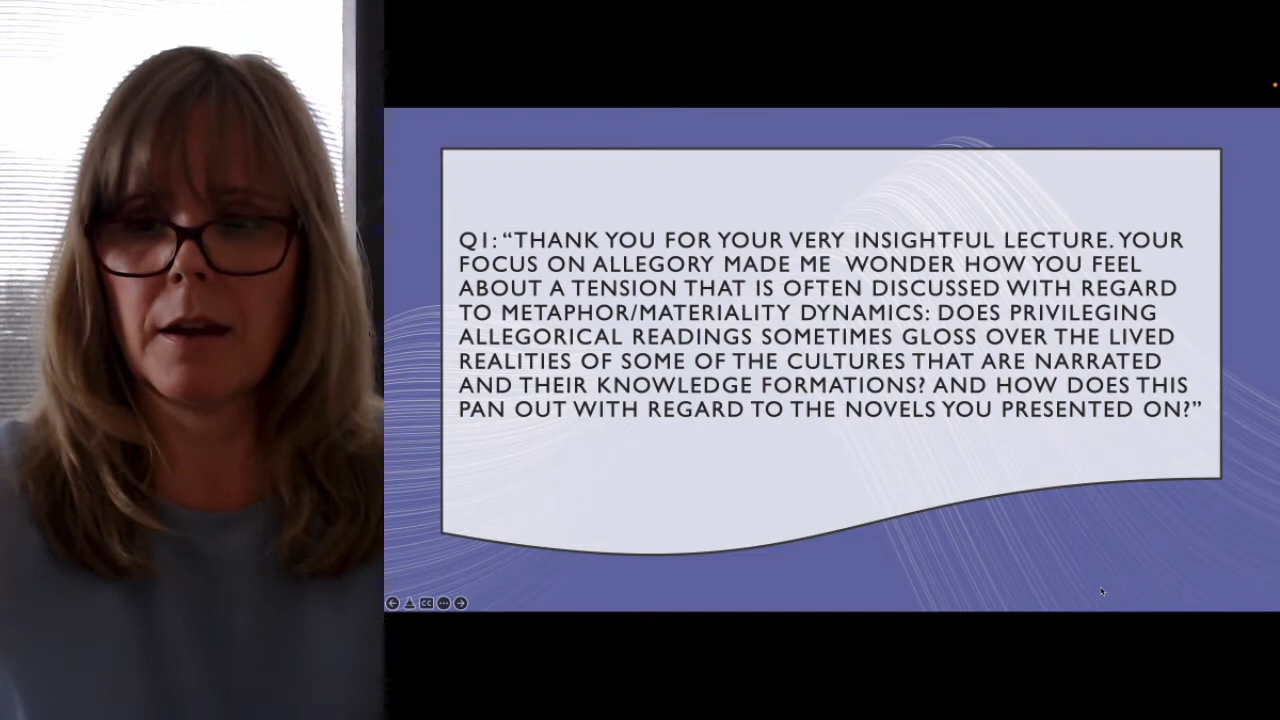 Q1: “THANK YOU FOR YOUR VERY INSIGHTFUL LECTURE. YOUR
FOCUS ON ALLEGORY MADE ME WONDER HOW YOU FEEL
ABOUT A TENSION THAT IS OFTEN DISCUSSED WITH REGARD
TO METAPHOR/MATERIALITY DYNAMICS: DOES PRIVILEGING
ALLEGORICAL READINGS SOMETIMES GLOSS OVER THE LIVED
REALITIES OF SOME OF THE CULTURES THAT ARE NARRATED
AND THEIR KNOWLEDGE FORMATIONS? AND HOW DOES THIS
PAN OUT WITH REGARD TO THE NOVELS YOU PRESENTED ON?”
CC